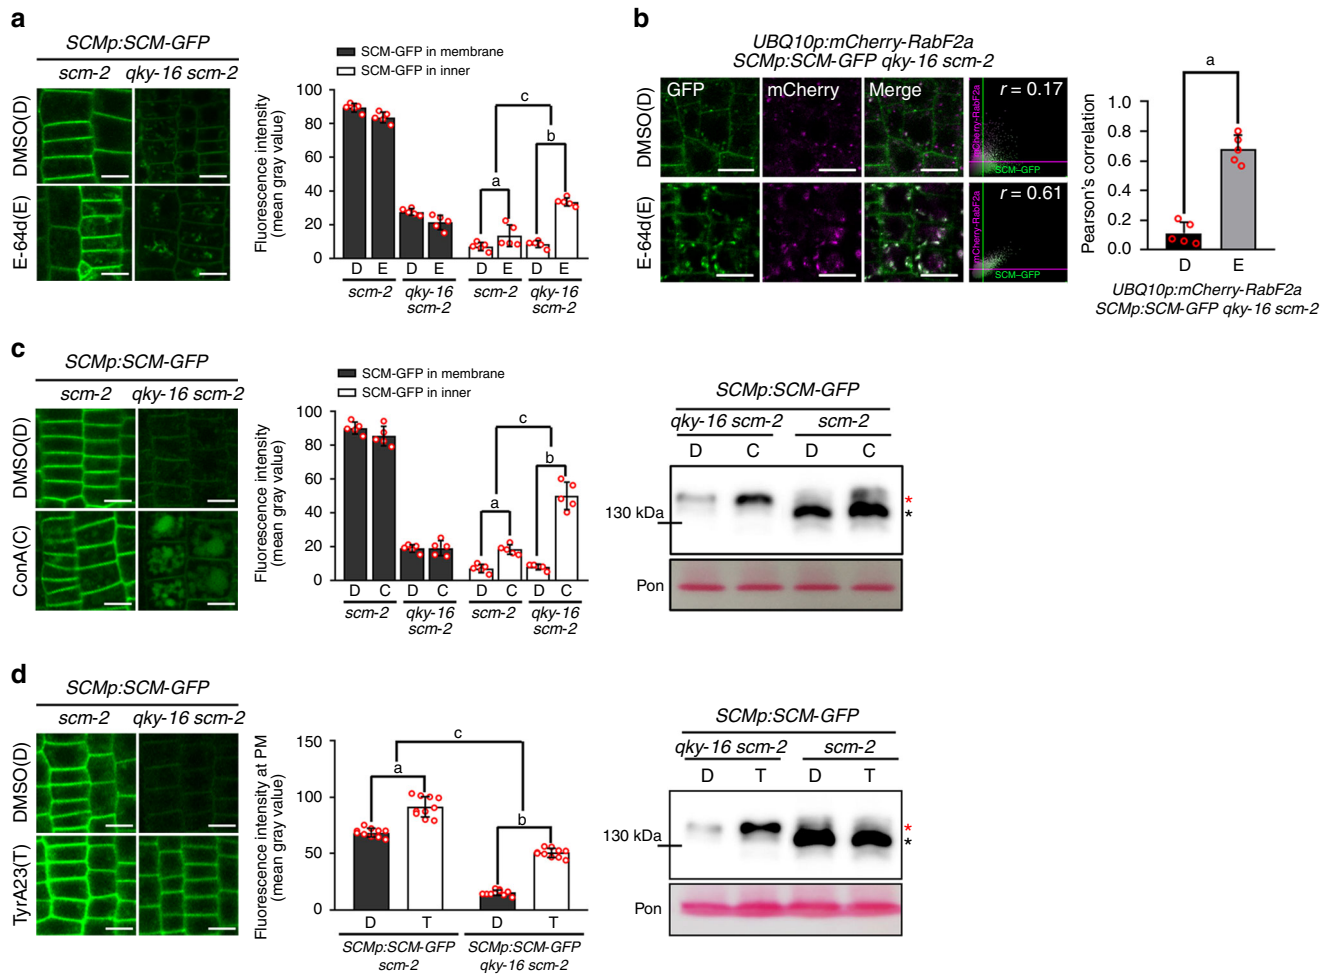 a
SCMp:SCM-GFP
scm-2 qky-16 scm-2
DMSO(D)
E-64d(E)
SCM-GFP in membrane
SCM-GFP in inner
Fluorescence intensity
(mean gray value)
100
80
60
40
20
0
a
b
c
D E D E D E D E
scm-2 qky-16 scm-2 scm-2 qky-16 scm-2
b
UBQ10p:mCherry-RabF2a
SCMp:SCM-GFP qky-16 scm-2
GFP mCherry Merge
DMSO(D)
E-64d(E)
r = 0.17
mCherry-RabF2a
SCM–GFP
r = 0.61
mCherry-RabF2a
SCM–GFP
Pearson's correlation
1.0
0.8
0.6
0.4
0.2
0.0
a
D E
UBQ10p:mCherry-RabF2a
SCMp:SCM-GFP qky-16 scm-2
c
SCMp:SCM-GFP
scm-2 qky-16 scm-2
DMSO(D)
ConA(C)
SCM-GFP in membrane
SCM-GFP in inner
Fluorescence intensity
(mean gray value)
100
80
60
40
20
0
a
b
c
D C D C D C D C
scm-2 qky-16 scm-2 scm-2 qky-16 scm-2
SCMp:SCM-GFP
qky-16 scm-2 scm-2
D C D C
130 kDa
*
*
Pon
d
SCMp:SCM-GFP
scm-2 qky-16 scm-2
DMSO(D)
TyrA23(T)
Fluorescence intensity at PM
(mean gray value)
150
100
50
0
a
b
c
D T D T
SCMp:SCM-GFP SCMp:SCM-GFP
scm-2 qky-16 scm-2
SCMp:SCM-GFP
qky-16 scm-2 scm-2
D T D T
130 kDa
*
*
Pon